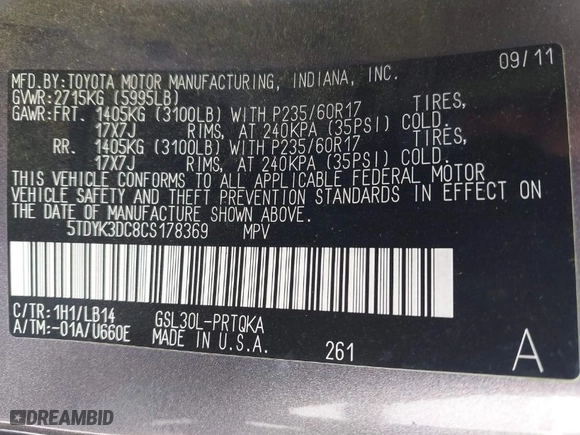 09/11
MFD.BY:TOYOTA MOTOR MANUFACTURING, INDIANA, INC.
GVWR:2715KG (5995LB)
GAWR:FRT. 1405KG (3100LB) WITH P235/60R17 TIRES,
17X7J RIMS, AT 240KPA (35PSI) COLD.
RR. 1405KG (3100LB) WITH P235/60R17 TIRES,
17X7J RIMS, AT 240KPA (35PSI) COLD.
THIS VEHICLE CONFORMS TO ALL APPLICABLE FEDERAL MOTOR
VEHICLE SAFETY AND THEFT PREVENTION STANDARDS IN EFFECT ON
THE DATE OF MANUFACTURE SHOWN ABOVE.
5TDYK3DC8CS178369 MPV
C/TR:1H1/LB14 GSL30L-PRTQKA
A/TM:-01A/U660E MADE IN U.S.A. 261 A
DREAMBID